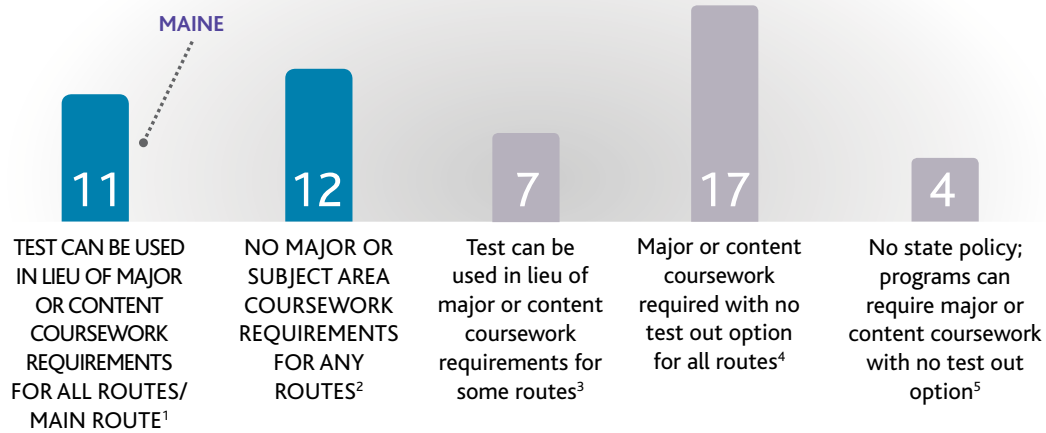 MAINE
11
12
7
17
4
TEST CAN BE USED
IN LIEU OF MAJOR
OR CONTENT
COURSEWORK
REQUIREMENTS
FOR ALL ROUTES/
MAIN ROUTE¹
NO MAJOR OR
SUBJECT AREA
COURSEWORK
REQUIREMENTS
FOR ANY
ROUTES²
Test can be
used in lieu of
major or content
coursework
requirements for
some routes³
Major or content
coursework
required with no
test out option
for all routes⁴
No state policy;
programs can
require major or
content coursework
with no test out
option⁵